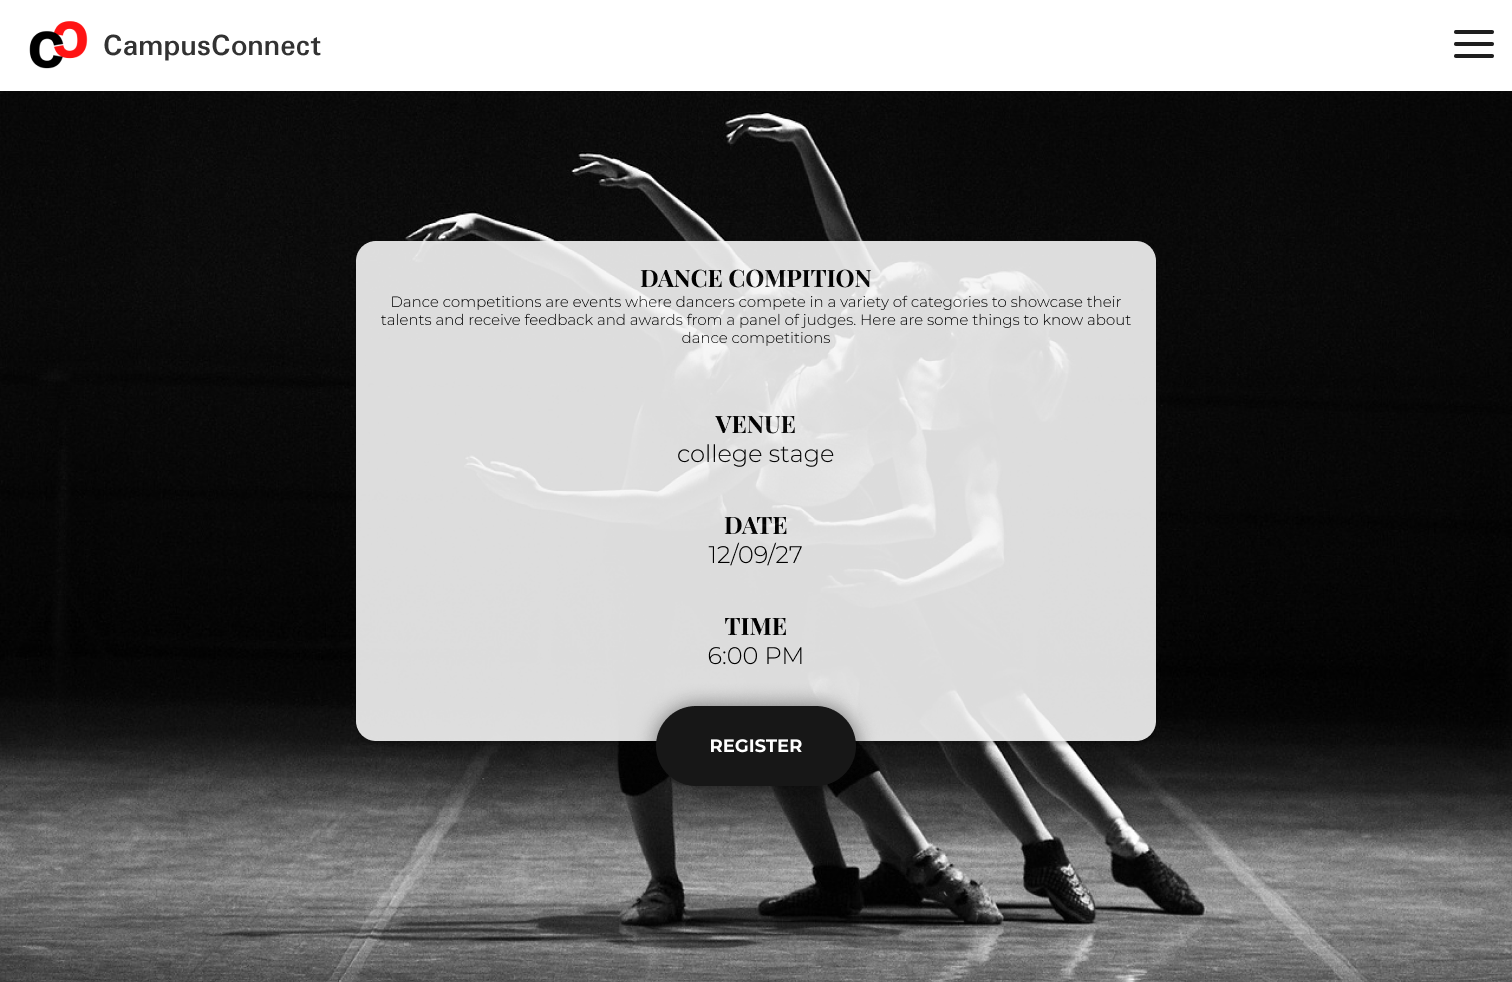 CampusConnect
DANCE COMPITION
Dance competitions are events where dancers compete in a variety of categories to showcase their
talents and receive feedback and awards from a panel of judges. Here are some things to know about
dance competitions
VENUE
college stage
DATE
12/09/27
TIME
6:00 PM
REGISTER